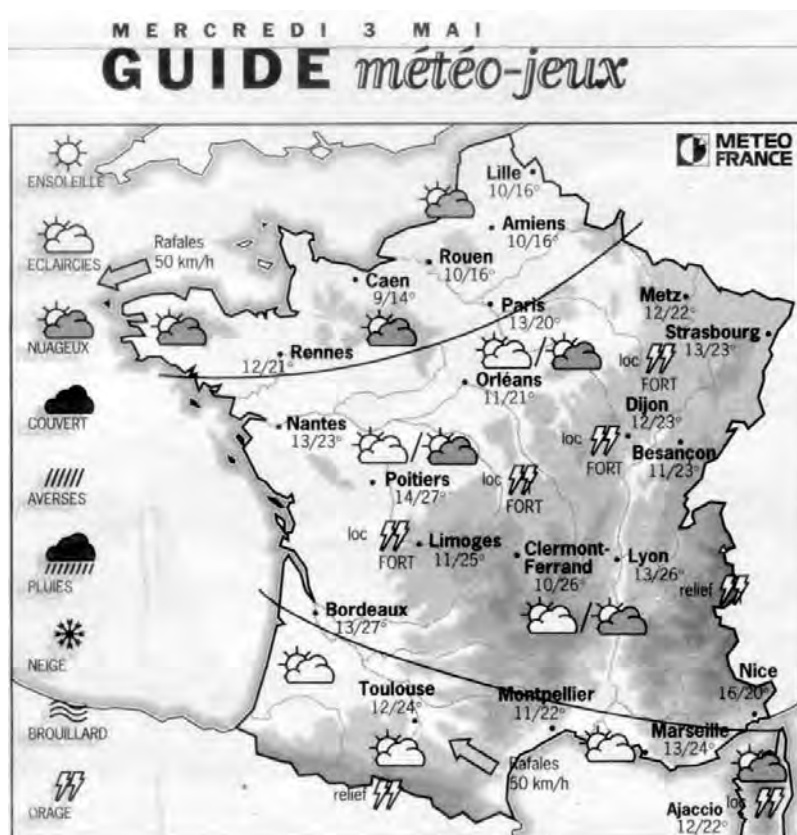 MERCREDI 3 MAI
GUIDE météo-jeux
METEO
FRANCE
ENSOLEILLE
ECLAIRCIES
NUAGEUX
COUVERT
AVERSES
PLUIES
NEIGE
BROUILLARD
ORAGE
Rafales
50 km/h
Lille
10/16°
Amiens
10/16°
Rouen
10/16°
Caen
9/14°
Paris
13/20°
Metz
12/22°
Strasbourg
13/23°
Rennes
12/21°
loc
FORT
Orléans
11/21°
Nantes
13/23°
Dijon
12/23°
loc
FORT
Besançon
11/23°
Poitiers
14/27°
loc
FORT
loc
FORT
Limoges
11/25°
Clermont-
Ferrand
10/26°
Lyon
13/26°
relief
Bordeaux
13/27°
Toulouse
12/24°
Montpellier
11/22°
Nice
16/20°
Marseille
13/24°
Rafales
50 km/h
relief
loc
Ajaccio
12/22°